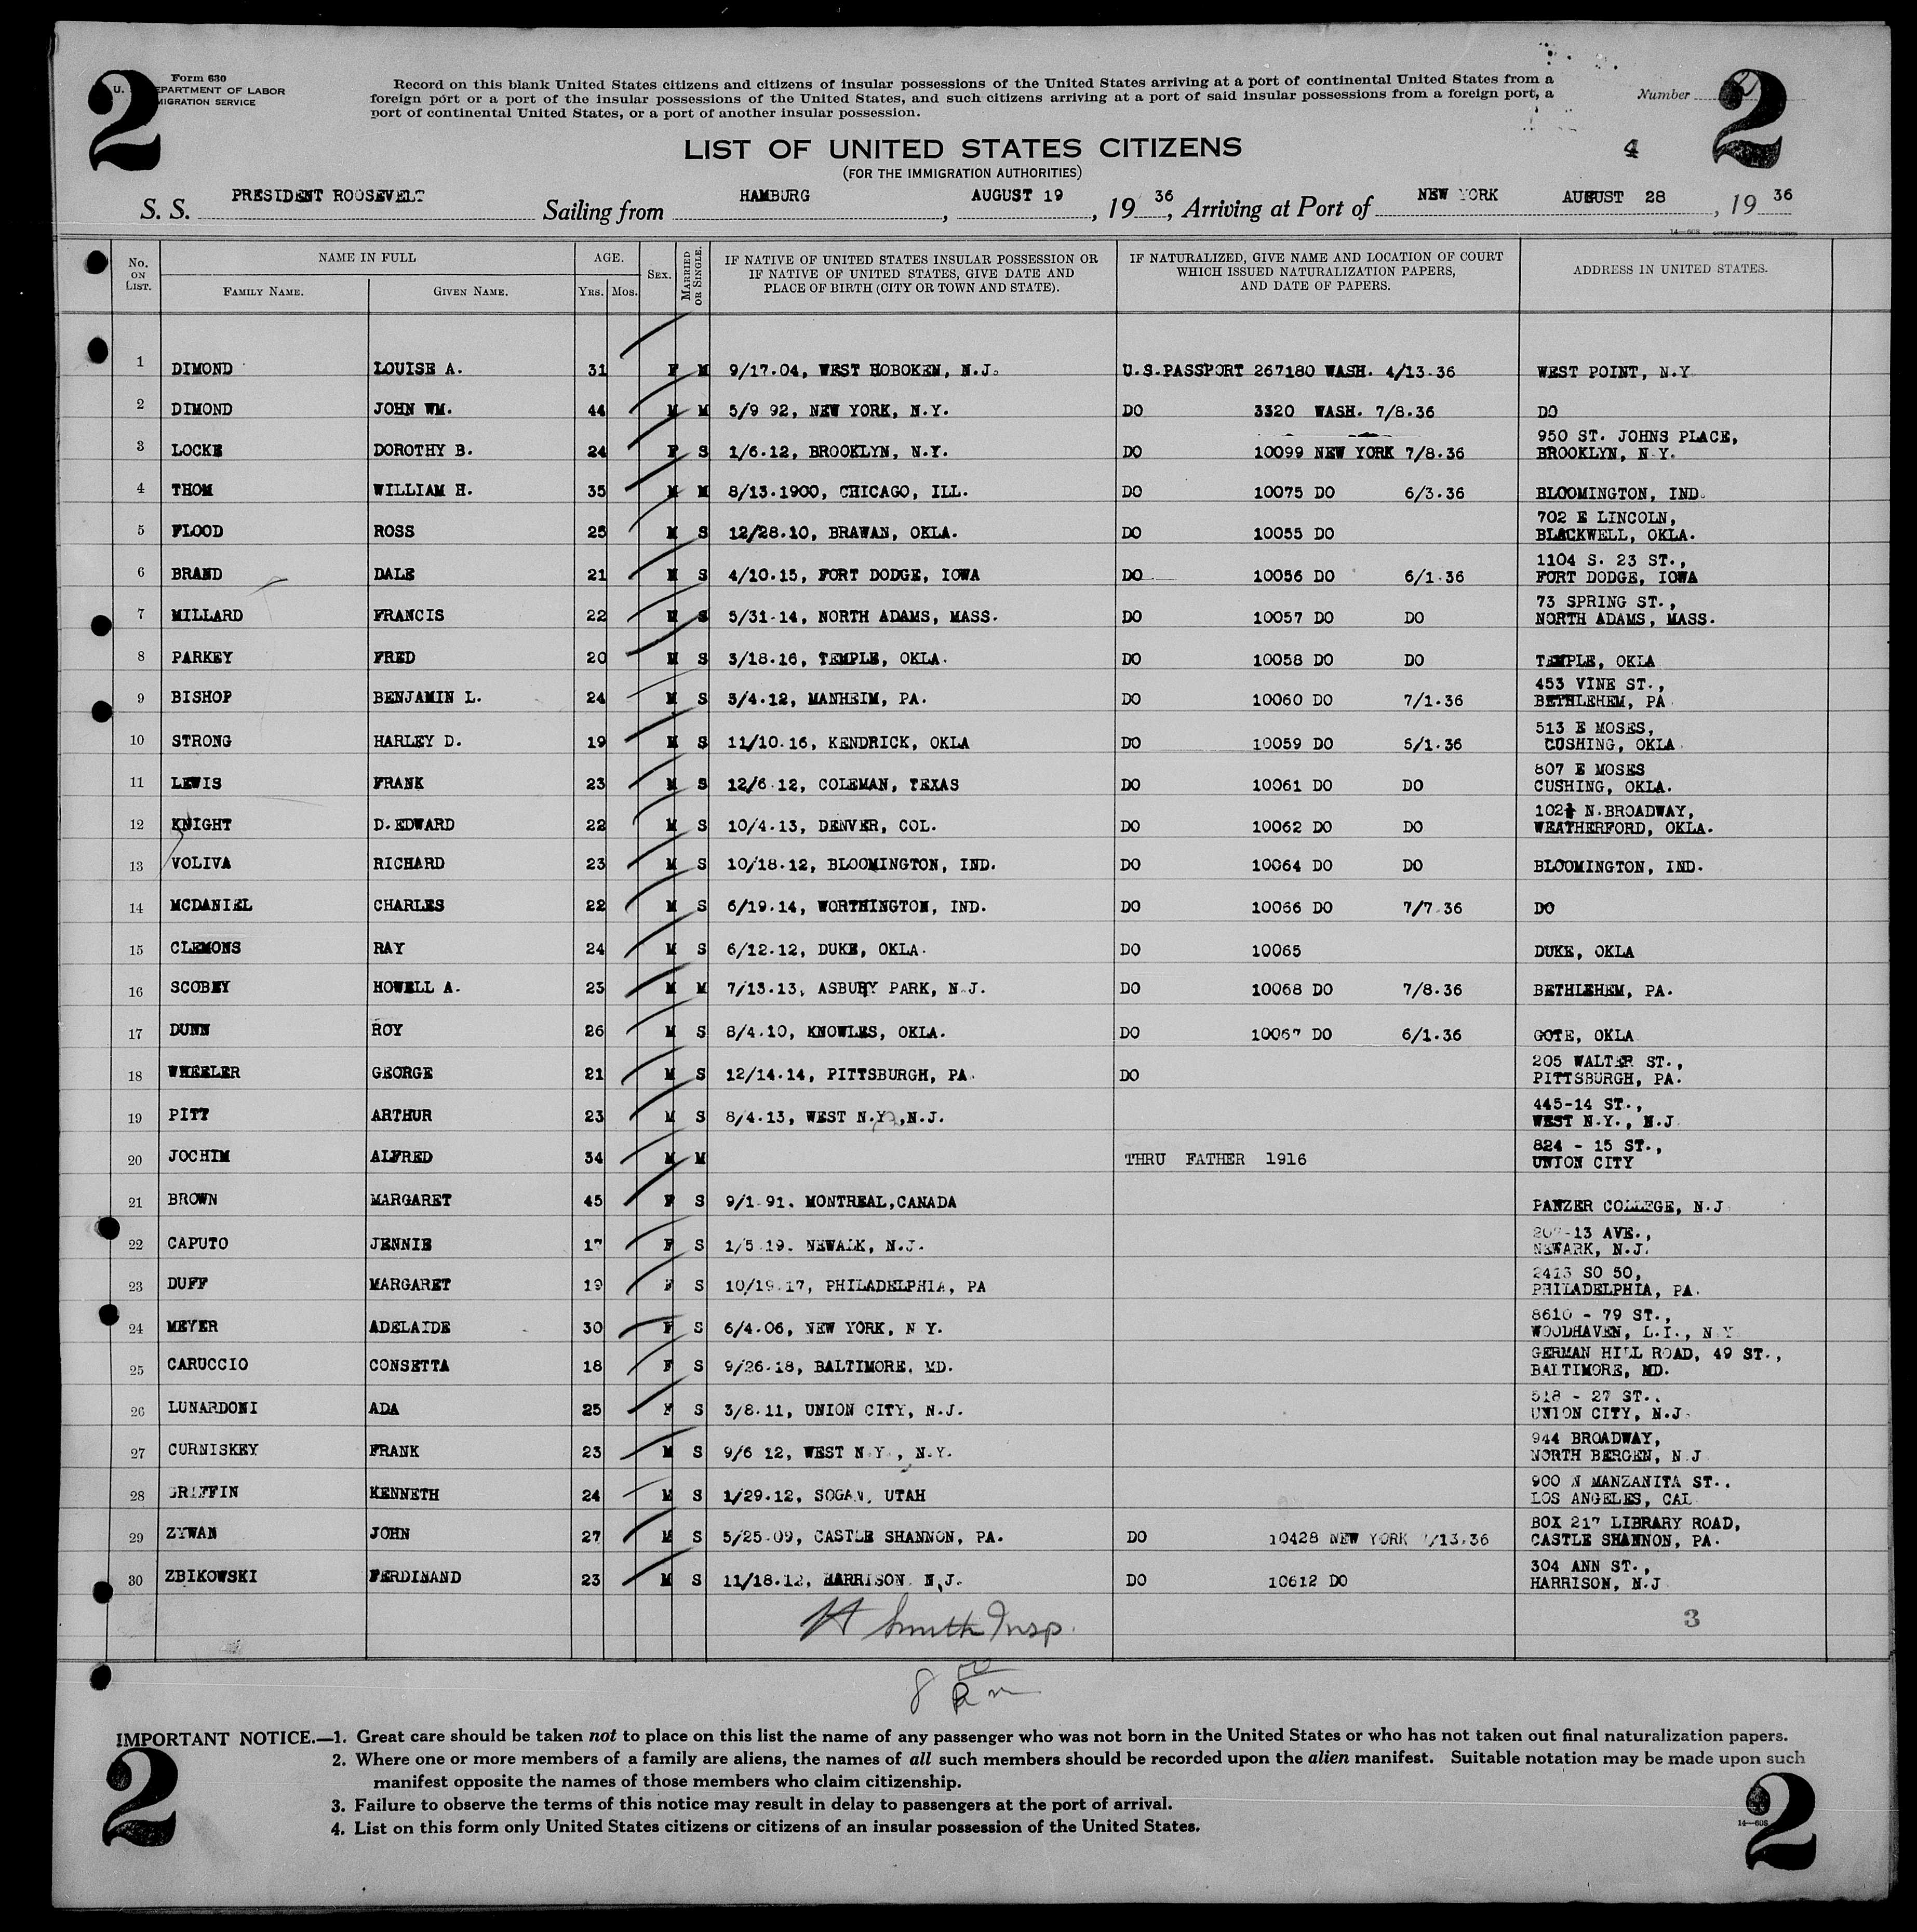 2
2
Form 630
U. DEPARTMENT OF LABOR
IMMIGRATION SERVICE
Record on this blank United States citizens and citizens of insular possessions of the United States arriving at a port of continental United States from a
foreign port or a port of the insular possessions of the United States, and such citizens arriving at a port of said insular possessions from a foreign port, a
port of continental United States, or a port of another insular possession.
Number 2
LIST OF UNITED STATES CITIZENS
4
(FOR THE IMMIGRATION AUTHORITIES)
S. S. PRESIDENT ROOSEVELT Sailing from HAMBURG, AUGUST 19, 1936, Arriving at Port of NEW YORK AUGUST 28, 1936
14—608
No. ON LIST. NAME IN FULL FAMILY NAME. GIVEN NAME. AGE. YRS. MOS. SEX. MARRIED OR SINGLE. IF NATIVE OF UNITED STATES INSULAR POSSESSION OR IF NATIVE OF UNITED STATES, GIVE DATE AND PLACE OF BIRTH (CITY OR TOWN AND STATE). IF NATURALIZED, GIVE NAME AND LOCATION OF COURT WHICH ISSUED NATURALIZATION PAPERS, AND DATE OF PAPERS. ADDRESS IN UNITED STATES.
1 DIMOND LOUISE A. 31 F M 9/17.04, WEST HOBOKEN, N.J. U.S.PASSPORT 267180 WASH. 4/13.36 WEST POINT, N.Y
2 DIMOND JOHN WM. 44 M M 5/9 92, NEW YORK, N.Y. DO 3320 WASH. 7/8.36 DO
3 LOCKE DOROTHY B. 24 F S 1/6.12, BROOKLYN, N.Y. DO 10099 NEW YORK 7/8.36 950 ST. JOHNS PLACE, BROOKLYN, N.Y.
4 THOM WILLIAM H. 35 M M 8/13.1900, CHICAGO, ILL. DO 10075 DO 6/3.36 BLOOMINGTON, IND.
5 FLOOD ROSS 25 M S 12/28.10, BRAWAN, OKLA. DO 10055 DO 702 E LINCOLN, BLACKWELL, OKLA.
6 BRAND DALE 21 M S 4/10.15, FORT DODGE, IOWA DO 10056 DO 6/1.36 1104 S. 23 ST., FORT DODGE, IOWA
7 MILLARD FRANCIS 22 M S 5/31.14, NORTH ADAMS, MASS. DO 10057 DO DO 73 SPRING ST., NORTH ADAMS, MASS.
8 PARKEY FRED 20 M S 3/18.16, TEMPLE, OKLA. DO 10058 DO DO TEMPLE, OKLA
9 BISHOP BENJAMIN L. 24 M S 3/4.12, MANHEIM, PA. DO 10060 DO 7/1.36 453 VINE ST., BETHLEHEM, PA
10 STRONG HARLEY D. 19 M S 11/10.16, KENDRICK, OKLA DO 10059 DO 5/1.36 513 E MOSES, CUSHING, OKLA.
11 LEWIS FRANK 23 M S 12/6.12, COLEMAN, TEXAS DO 10061 DO DO 807 E MOSES CUSHING, OKLA.
12 KNIGHT D.EDWARD 22 M S 10/4.13, DENVER, COL. DO 10062 DO DO N.BROADWAY, WEATHERFORD, OKLA.
13 VOLIVA RICHARD 23 M S 10/18.12, BLOOMINGTON, IND. DO 10064 DO DO BLOOMINGTON, IND.
14 MCDANIEL CHARLES 22 M S 6/19.14, WORTHINGTON, IND. DO 10066 DO 7/7.36 DO
15 CLEMONS RAY 24 M S 6/12.12, DUKE, OKLA. DO 10065 DUKE, OKLA
16 SCOBEY HOWELL A. 23 M M 7/13.13, ASBURY PARK, N.J. DO 10068 DO 7/8.36 BETHLEHEM, PA.
17 DUNN ROY 26 M S 8/4.10, KNOWLES, OKLA. DO 10067 DO 6/1.36 GOTE, OKLA
18 WHEELER GEORGE 21 M S 12/14.14, PITTSBURGH, PA. DO 205 WALTER ST., PITTSBURGH, PA.
19 PITT ARTHUR 23 M S 8/4.13, WEST N.Y.,N.J. 445-14 ST., WEST N.Y., N.J
20 JOCHIM ALFRED 34 M M THRU FATHER 1916 824 - 15 ST., UNION CITY
21 BROWN MARGARET 45 F S 9/1.91. MONTREAL,CANADA PANZER COLLEGE, N.J
22 CAPUTO JENNIE 17 F S 1/5.19. NEWARK, N.J. 13 AVE., NEWARK, N.J.
23 DUFF MARGARET 19 F S 10/19.17, PHILADELPHIA, PA 2413 SO 50, PHILADELPHIA, PA.
24 MEYER ADELAIDE 30 F S 6/4.06, NEW YORK, N Y. 8610 - 79 ST., WOODHAVEN, L.I., N Y
25 CARUCCIO CONSETTA 18 F S 9/26.18, BALTIMORE, MD. GERMAN HILL ROAD, 49 ST., BALTIMORE, MD.
26 LUNARDONI ADA 25 F S 3/8.11, UNION CITY, N.J. 518 - 27 ST., UNION CITY, N.J.
27 CURNISKEY FRANK 23 M S 9/6 12, WEST N.Y., N.Y. 944 BROADWAY, NORTH BERGEN, N J
28 GRIFFIN KENNETH 24 M S 1/29.12, SOGAN, UTAH 900 N MANZANITA ST., LOS ANGELES, CAL
29 ZYWAN JOHN 27 M S 5/25.09, CASTLE SHANNON, PA. DO 10428 NEW YORK 7/13.36 BOX 217 LIBRARY ROAD, CASTLE SHANNON, PA.
30 ZBIKOWSKI FERDINAND 23 M S 11/18.12, HARRISON, N.J. DO 10612 DO 304 ANN ST., HARRISON, N.J
H Smith Insp.
3
8 50
IMPORTANT NOTICE.—1. Great care should be taken not to place on this list the name of any passenger who was not born in the United States or who has not taken out final naturalization papers.
2. Where one or more members of a family are aliens, the names of all such members should be recorded upon the alien manifest. Suitable notation may be made upon such
manifest opposite the names of those members who claim citizenship.
3. Failure to observe the terms of this notice may result in delay to passengers at the port of arrival.
4. List on this form only United States citizens or citizens of an insular possession of the United States.
2
14—608
2